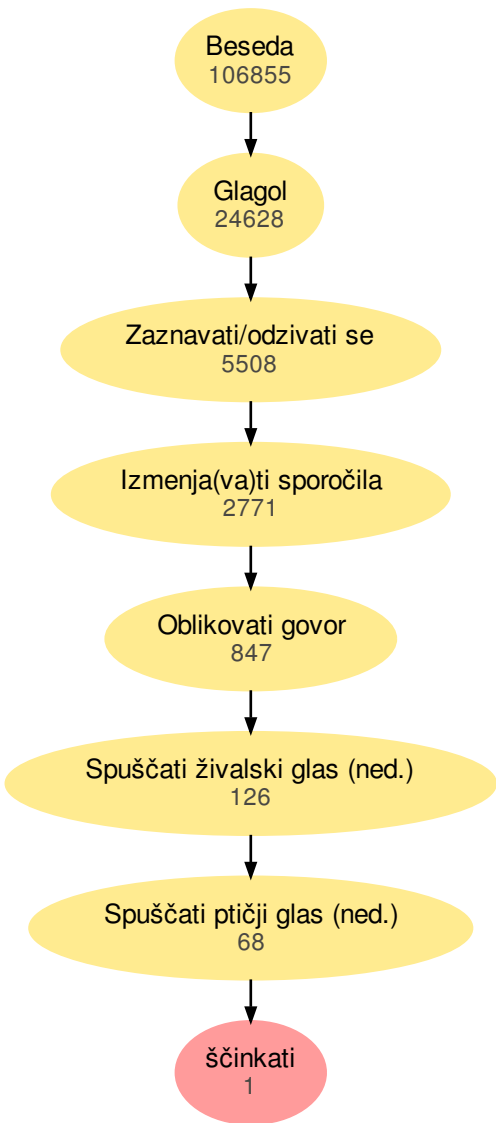 Beseda
106855
Glagol
24628
Zaznavati/odzivati se
5508
Izmenja(va)ti sporočila
2771
Oblikovati govor
847
Spuščati živalski glas (ned.)
126
Spuščati ptičji glas (ned.)
68
ščinkati
1